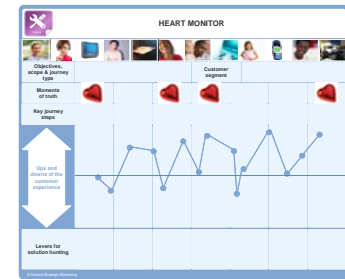 HEART MONITOR
Objectives,
scope & journey
type
Customer
segment
Moments
of truth
Key journey
steps
Ups and
downs of the
customer
experience
Levers for
solution hunting